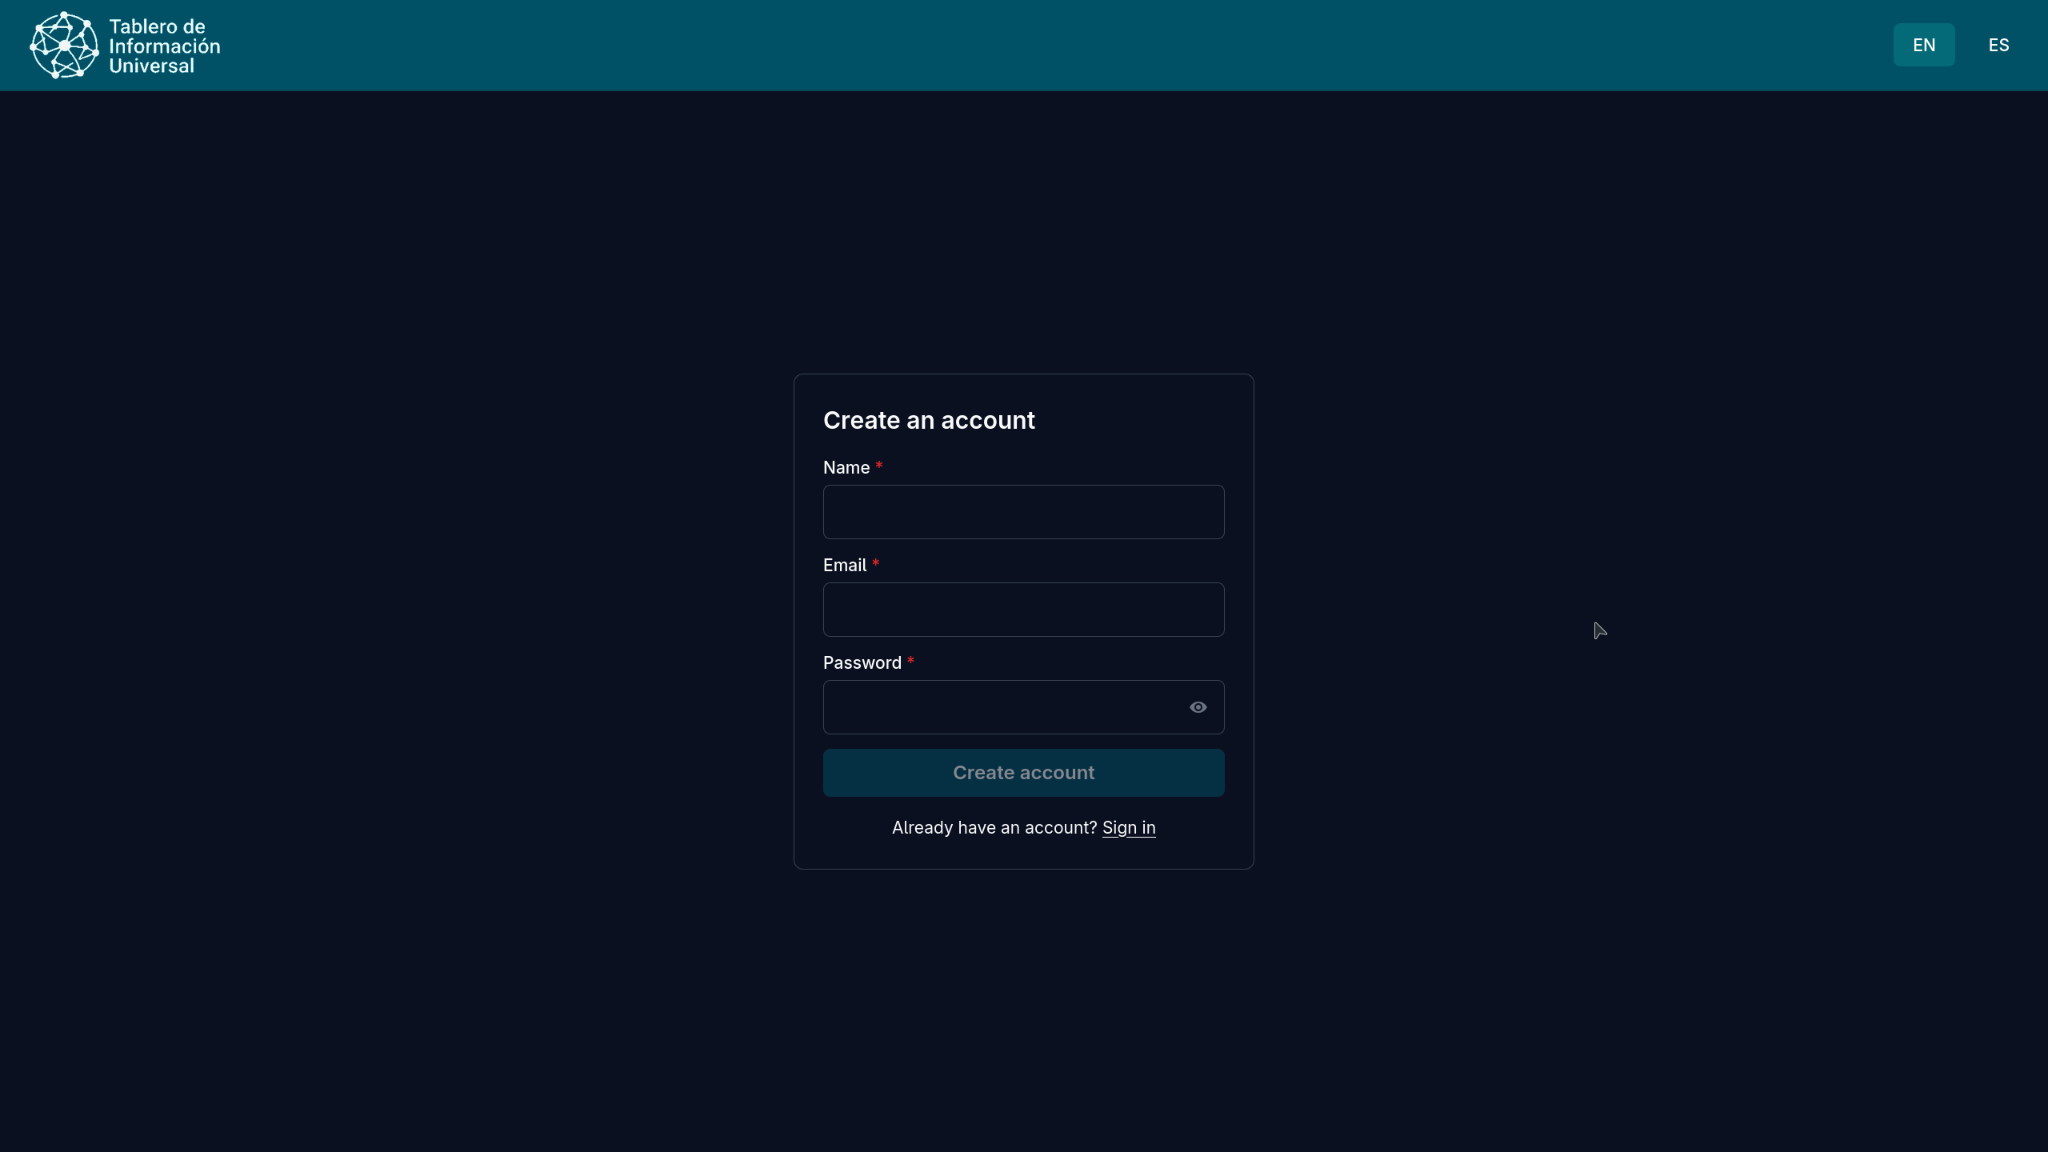 Tablero de
Información
Universal
EN
ES
Create an account
Name *
Email *
Password *
Create account
Already have an account? Sign in